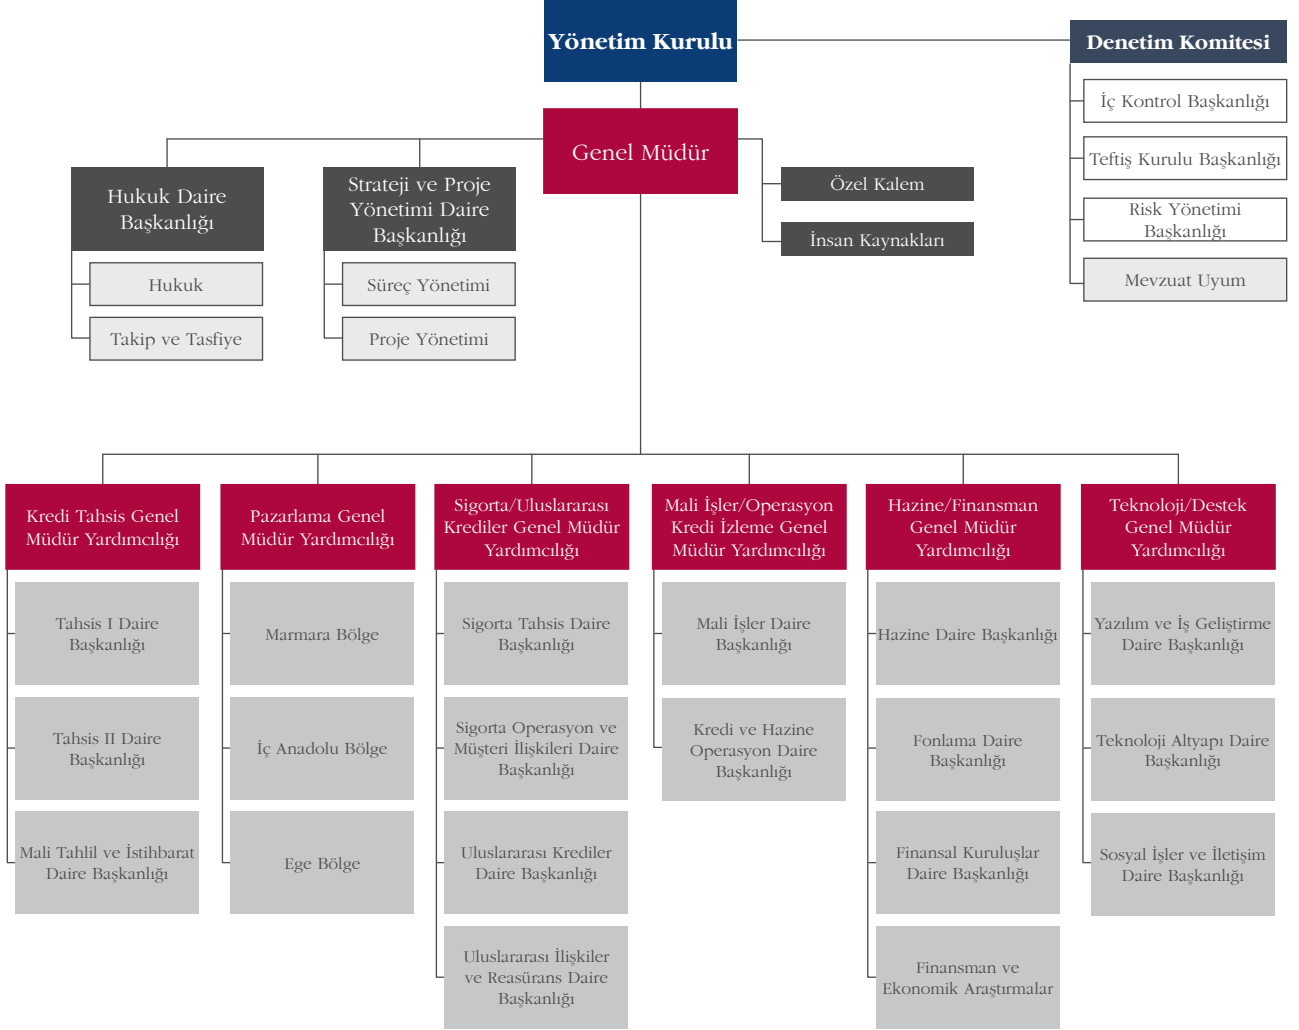 Yönetim Kurulu
Denetim Komitesi
İç Kontrol Başkanlığı
Teftiş Kurulu Başkanlığı
Risk Yönetimi
Başkanlığı
Mevzuat Uyum
Genel Müdür
Özel Kalem
İnsan Kaynakları
Hukuk Daire
Başkanlığı
Hukuk
Takip ve Tasfiye
Strateji ve Proje
Yönetimi Daire
Başkanlığı
Süreç Yönetimi
Proje Yönetimi
Kredi Tahsis Genel
Müdür Yardımcılığı
Tahsis I Daire
Başkanlığı
Tahsis II Daire
Başkanlığı
Mali Tahlil ve İstihbarat
Daire Başkanlığı
Pazarlama Genel
Müdür Yardımcılığı
Marmara Bölge
İç Anadolu Bölge
Ege Bölge
Sigorta/Uluslararası
Krediler Genel Müdür
Yardımcılığı
Sigorta Tahsis Daire
Başkanlığı
Sigorta Operasyon ve
Müşteri İlişkileri Daire
Başkanlığı
Uluslararası Krediler
Daire Başkanlığı
Uluslararası İlişkiler
ve Reasürans Daire
Başkanlığı
Mali İşler/Operasyon
Kredi İzleme Genel
Müdür Yardımcılığı
Mali İşler Daire
Başkanlığı
Kredi ve Hazine
Operasyon Daire
Başkanlığı
Hazine/Finansman
Genel Müdür
Yardımcılığı
Hazine Daire Başkanlığı
Fonlama Daire
Başkanlığı
Finansal Kuruluşlar
Daire Başkanlığı
Finansman ve
Ekonomik Araştırmalar
Teknoloji/Destek
Genel Müdür
Yardımcılığı
Yazılım ve İş Geliştirme
Daire Başkanlığı
Teknoloji Altyapı Daire
Başkanlığı
Sosyal İşler ve İletişim
Daire Başkanlığı